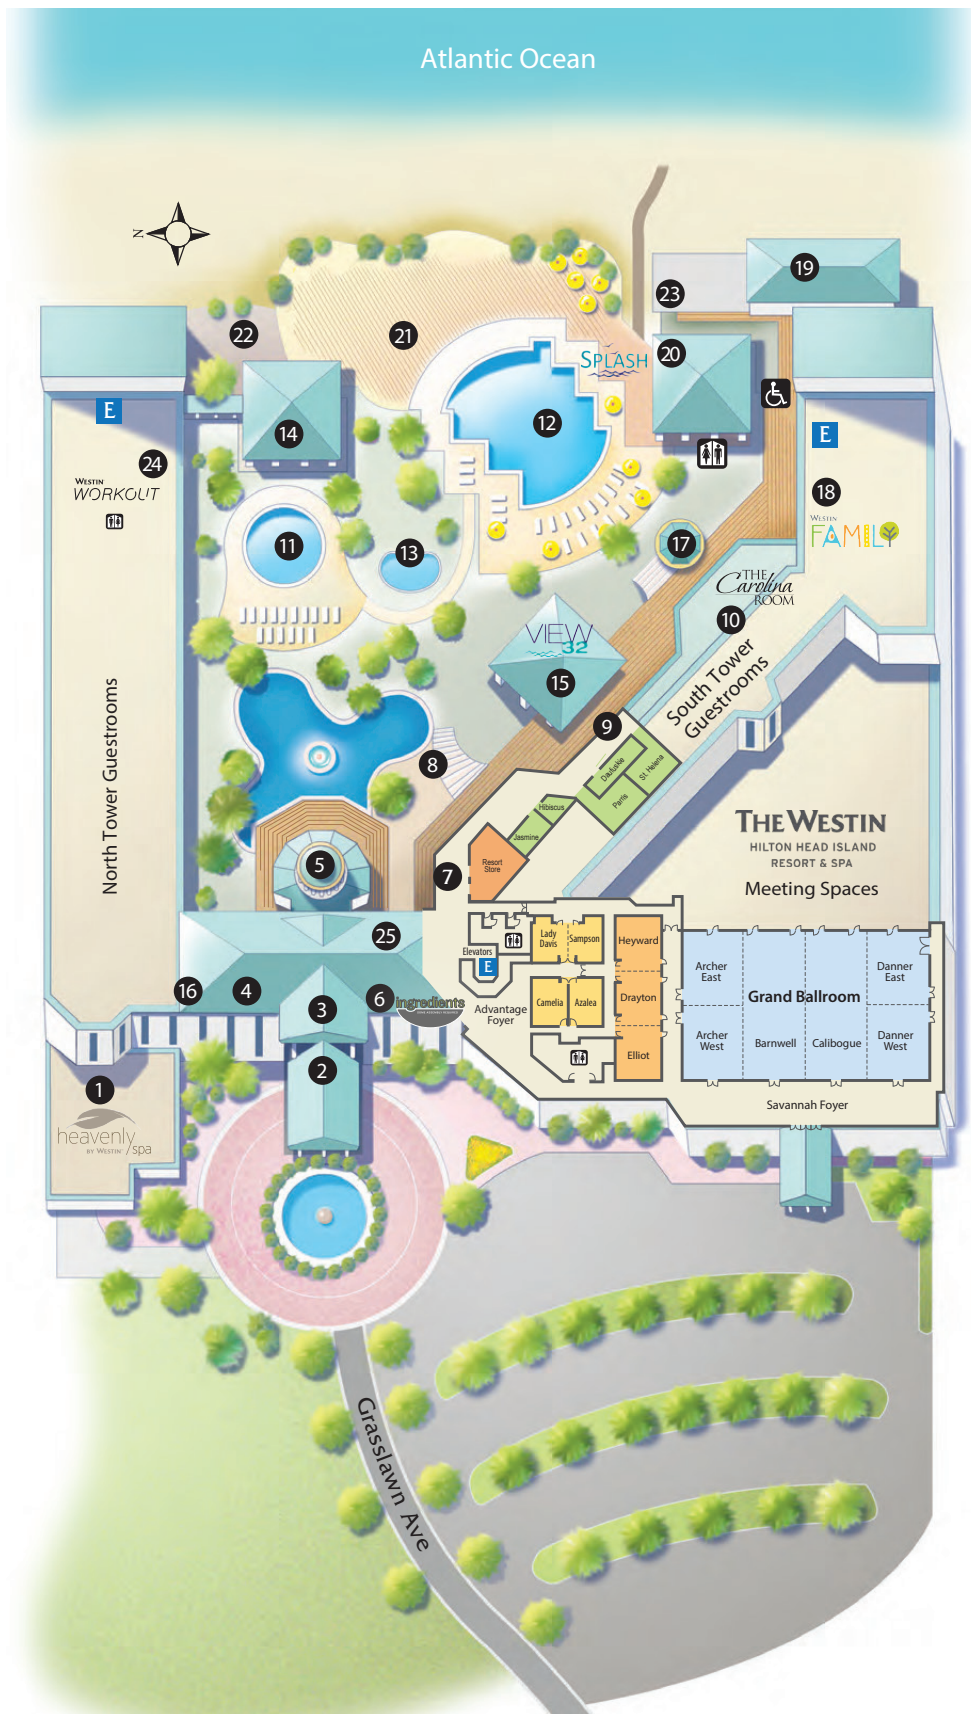 Atlantic Ocean
N
19
23
22
21
SPLASH
20
E
12
14
E
24
WESTIN
WORKOUT
18
WESTIN
FAMILY
11
13
17
THE
Carolina
ROOM
10
VIEW
32
15
South Tower
Guestrooms
North Tower Guestrooms
9
8
Daufuskie
St. Helena
Parris
Hibiscus
Jasmine
THE WESTIN
HILTON HEAD ISLAND
RESORT & SPA
Meeting Spaces
5
7
Resort
Store
25
Elevators
E
Lady
Davis
Sampson
Heyward
Archer
East
Danner
East
Grand Ballroom
16
4
3
6
ingredients
Advantage
Foyer
Camelia
Azalea
Drayton
Archer
West
Barnwell
Calibogue
Danner
West
Elliot
2
1
Savannah Foyer
heavenly
BY WESTIN
spa
Grasslawn Ave